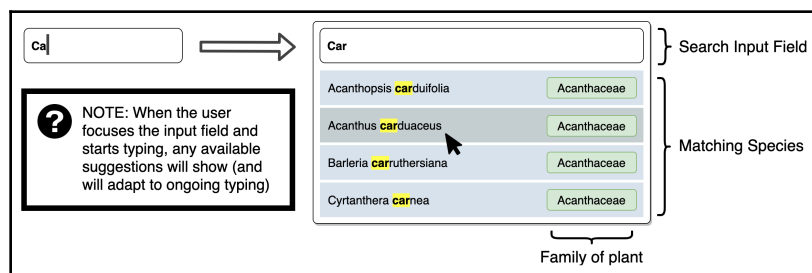 Ca
Car
Search Input Field
? NOTE: When the user
focuses the input field and
starts typing, any available
suggestions will show (and
will adapt to ongoing typing)
Acanthopsis carduifolia Acanthaceae
Acanthus carduaceus Acanthaceae
Barleria carruthersiana Acanthaceae
Cyrtanthera carnea Acanthaceae
Matching Species
Family of plant